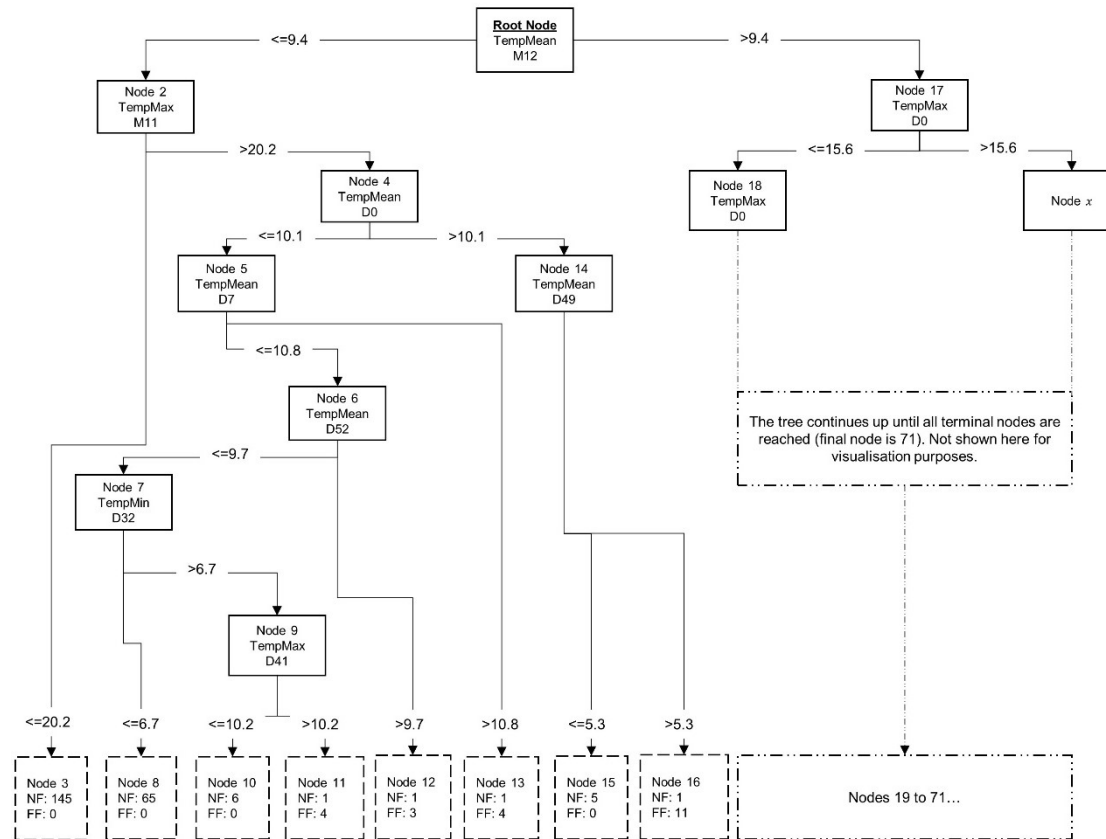 Root Node
TempMean
M12
<=9.4
>9.4
Node 2
TempMax
M11
Node 17
TempMax
D0
>20.2
<=15.6
>15.6
Node 4
TempMean
D0
Node 18
TempMax
D0
Node x
<=10.1
>10.1
Node 5
TempMean
D7
Node 14
TempMean
D49
<=10.8
Node 6
TempMean
D52
The tree continues up until all terminal nodes are
reached (final node is 71). Not shown here for
visualisation purposes.
<=9.7
Node 7
TempMin
D32
>6.7
Node 9
TempMax
D41
<=20.2
<=6.7
<=10.2
>10.2
>9.7
>10.8
<=5.3
>5.3
Node 3
NF: 145
FF: 0
Node 8
NF: 65
FF: 0
Node 10
NF: 6
FF: 0
Node 11
NF: 1
FF: 4
Node 12
NF: 1
FF: 3
Node 13
NF: 1
FF: 4
Node 15
NF: 5
FF: 0
Node 16
NF: 1
FF: 11
Nodes 19 to 71…